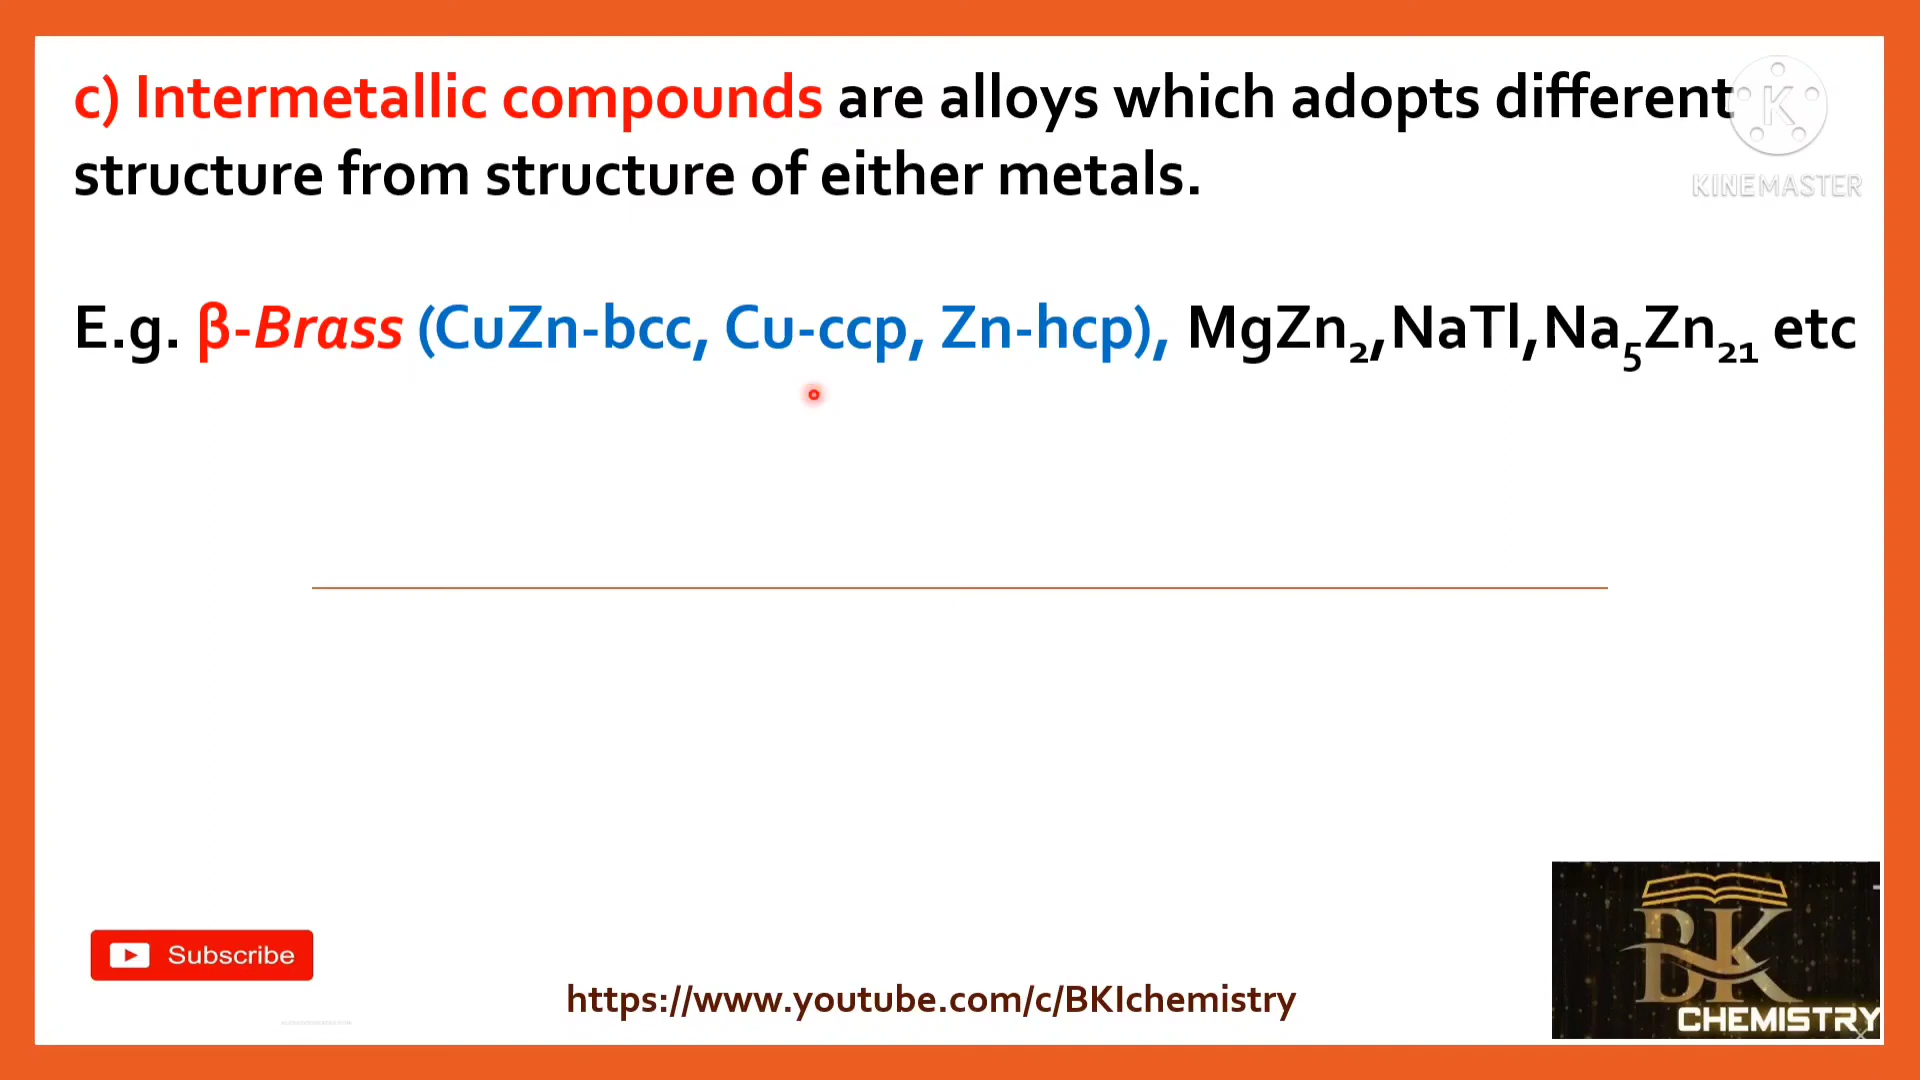 c) Intermetallic compounds are alloys which adopts different
structure from structure of either metals.
K
KINEMASTER
E.g. β-Brass (CuZn-bcc, Cu-ccp, Zn-hcp), MgZn₂,NaTl,Na₅Zn₂₁ etc
Subscribe
https://www.youtube.com/c/BKIchemistry
BK
CHEMISTRY